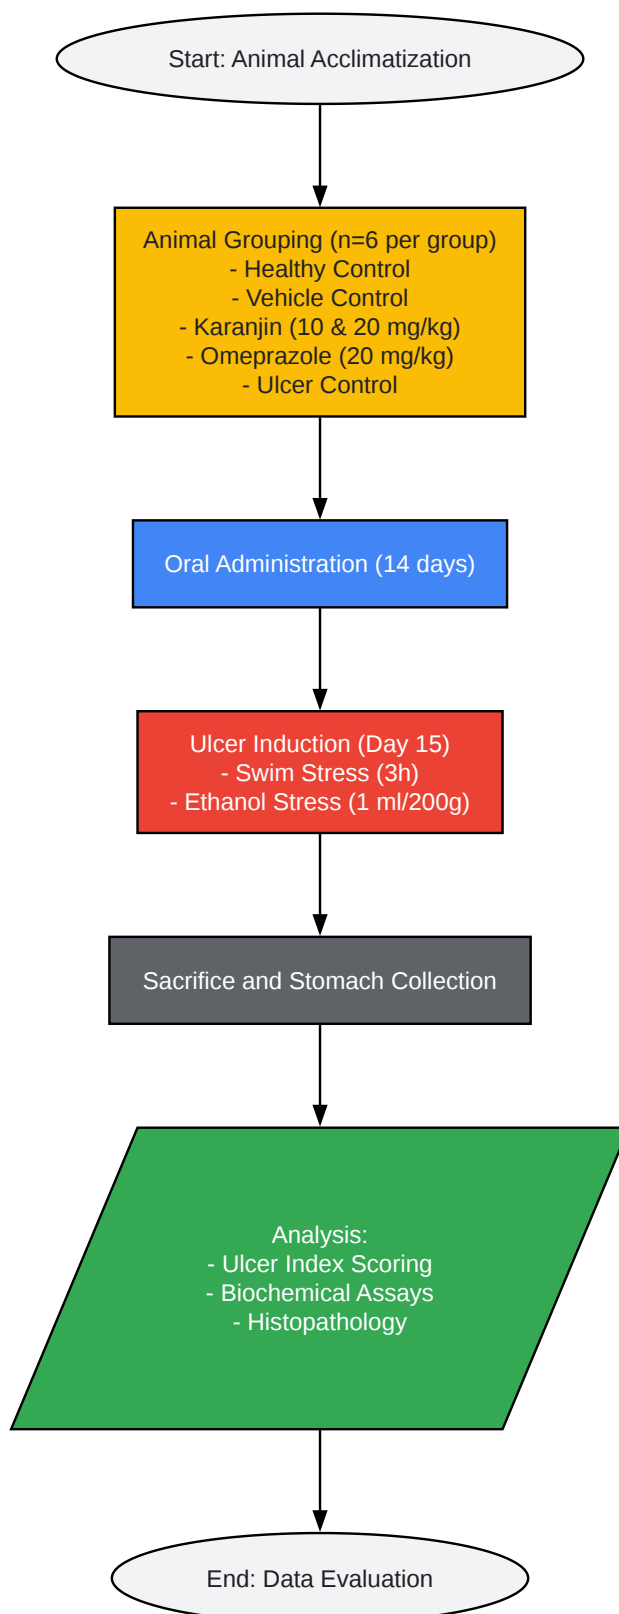 Start: Animal Acclimatization
Animal Grouping (n=6 per group)
- Healthy Control
- Vehicle Control
- Karanjin (10 & 20 mg/kg)
- Omeprazole (20 mg/kg)
- Ulcer Control
Oral Administration (14 days)
Ulcer Induction (Day 15)
- Swim Stress (3h)
- Ethanol Stress (1 ml/200g)
Sacrifice and Stomach Collection
Analysis:
- Ulcer Index Scoring
- Biochemical Assays
- Histopathology
End: Data Evaluation